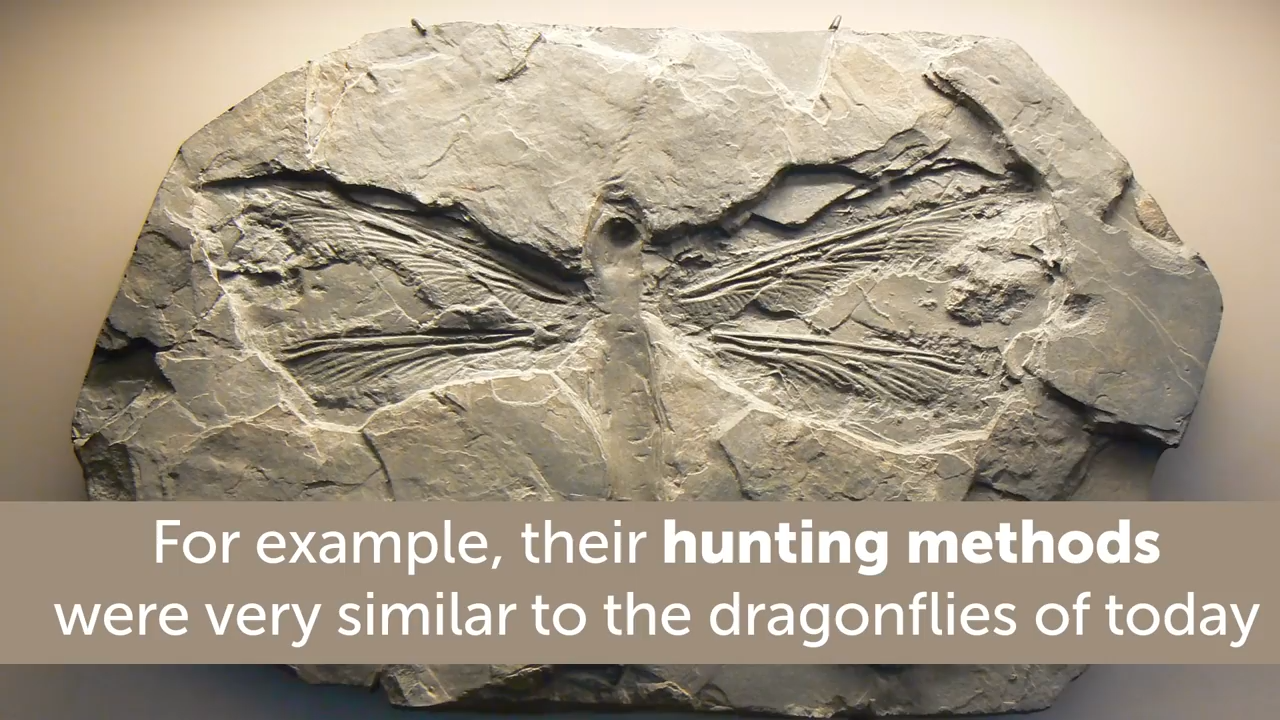 For example, their hunting methods
were very similar to the dragonflies of today